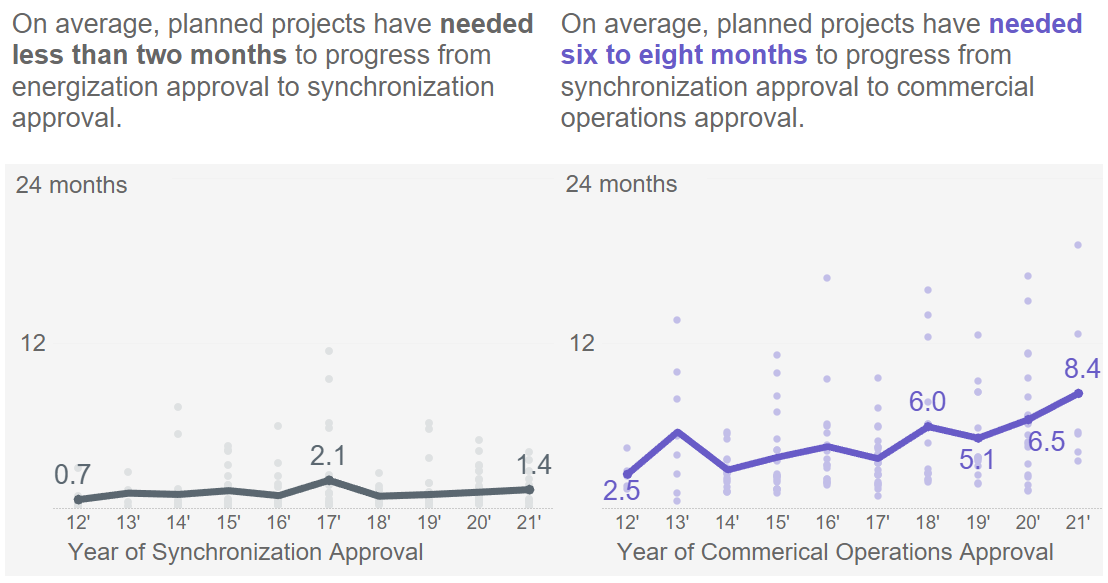 On average, planned projects have needed
less than two months to progress from
energization approval to synchronization
approval.
On average, planned projects have needed
six to eight months to progress from
synchronization approval to commercial
operations approval.
24 months
12
0.7
2.1
1.4
12' 13' 14' 15' 16' 17' 18' 19' 20' 21'
Year of Synchronization Approval
24 months
12
2.5
6.0
5.1
6.5
8.4
12' 13' 14' 15' 16' 17' 18' 19' 20' 21'
Year of Commerical Operations Approval